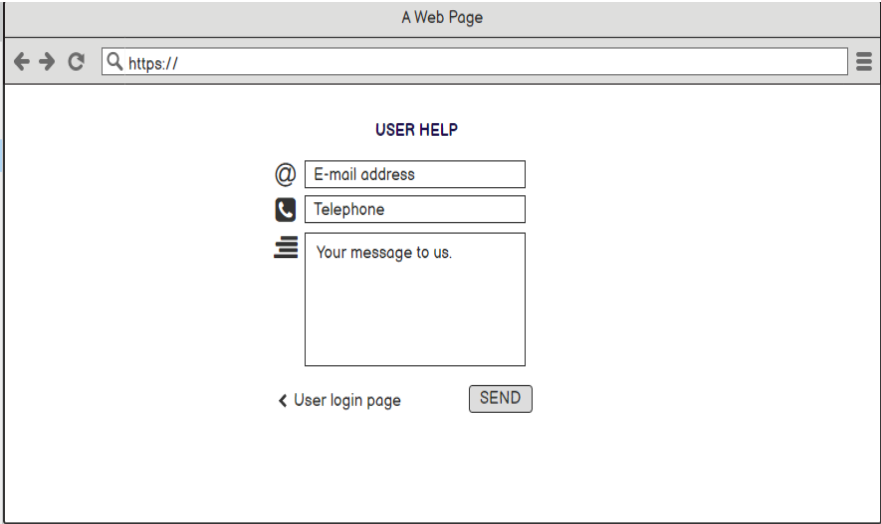 A Web Page
https://
USER HELP
@ E-mail address
Telephone
Your message to us.
User login page
SEND